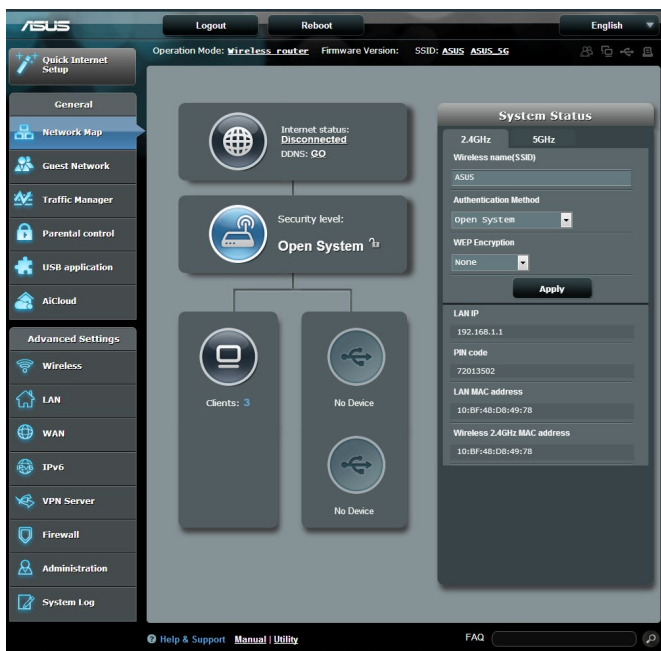 ASUS
Logout
Reboot
English
Operation Mode: Wireless router Firmware Version: SSID: ASUS ASUS_5G
Quick Internet
Setup
General
Network Map
Guest Network
Traffic Manager
Parental control
USB application
AiCloud
Advanced Settings
Wireless
LAN
WAN
IPv6
IPv6
VPN Server
Firewall
Administration
System Log
Internet status:
Disconnected
DDNS: GO
Security level:
Open System
Clients: 3
No Device
No Device
System Status
2.4GHz 5GHz
Wireless name(SSID)
ASUS
Authentication Method
Open System
WEP Encryption
None
Apply
LAN IP
192.168.1.1
PIN code
72013502
LAN MAC address
10:BF:48:D8:49:78
Wireless 2.4GHz MAC address
10:BF:48:D8:49:78
? Help & Support Manual | Utility
FAQ